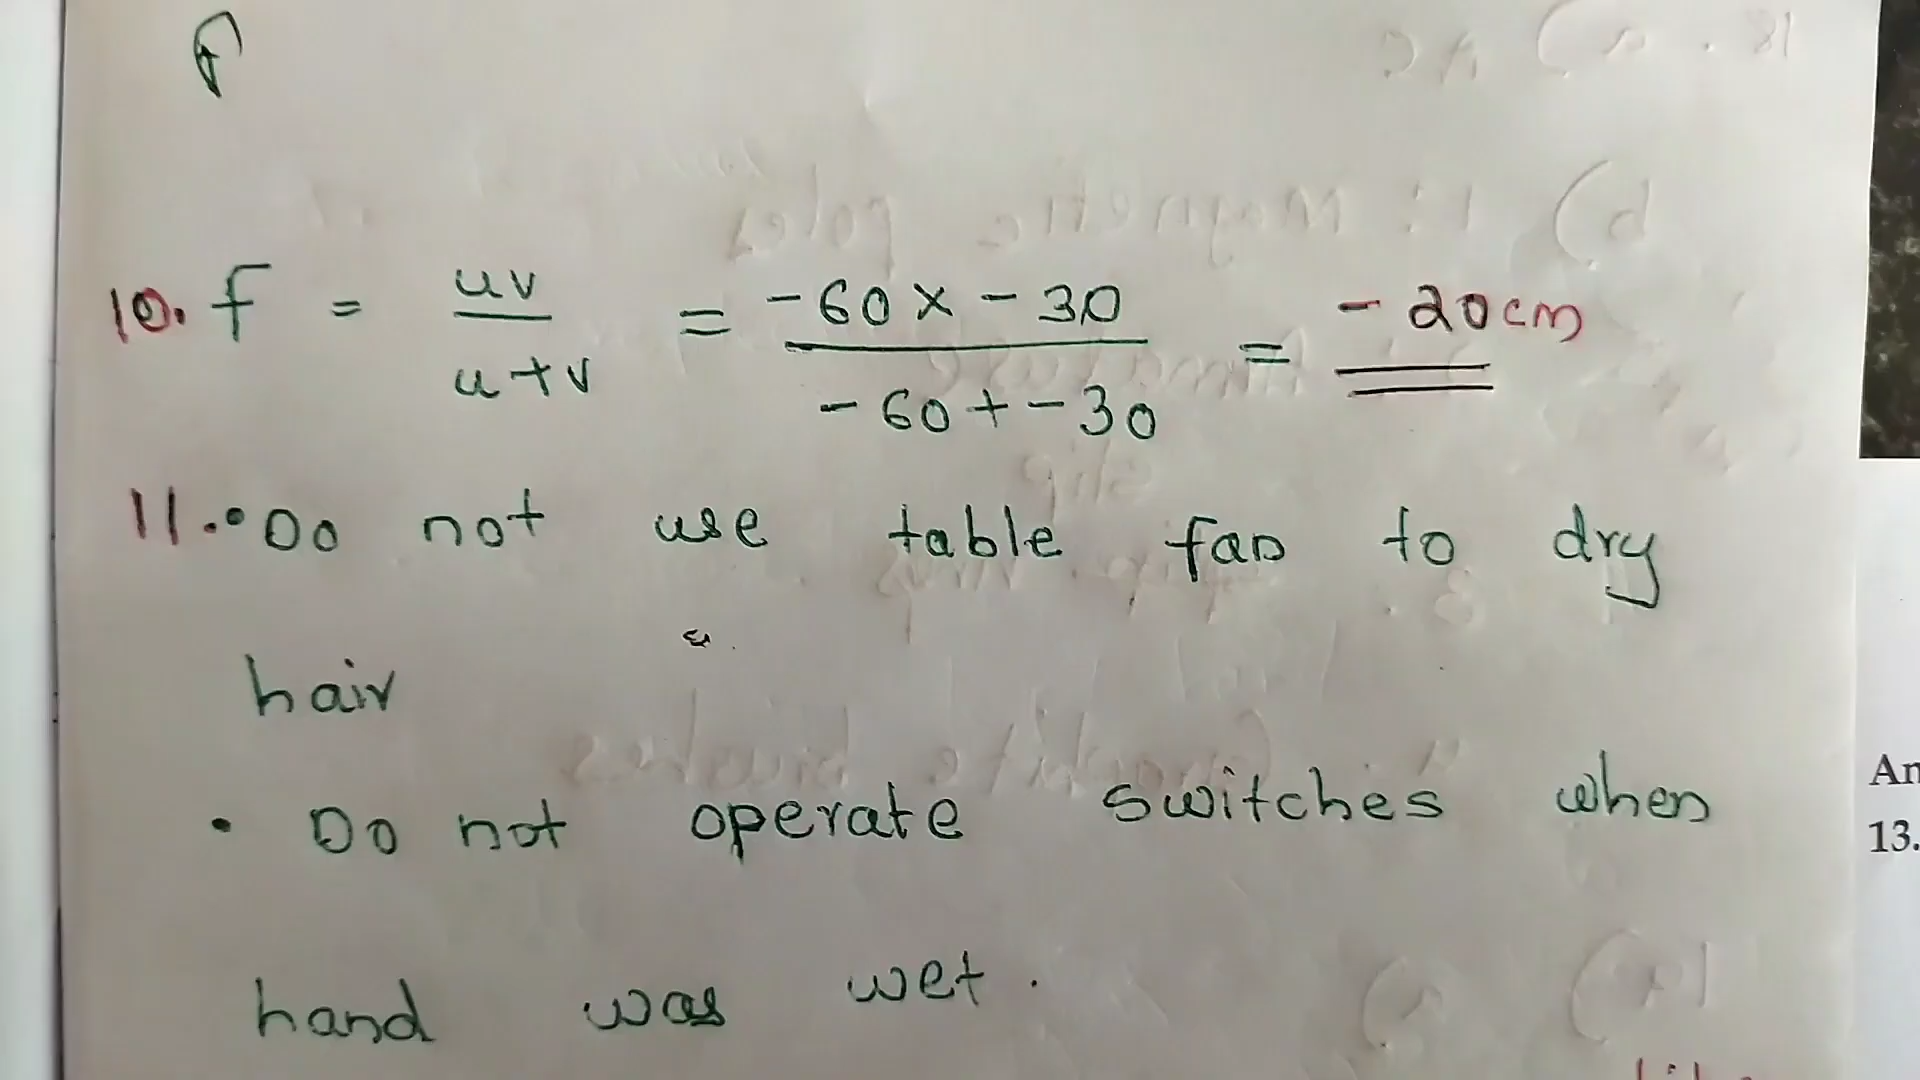 10. f = uv / u+v = -60 x -30 / -60 + -30 = -20cm
11. • Do not use table fan to dry
hair
• Do not operate switches when
hand was wet.
An
13.